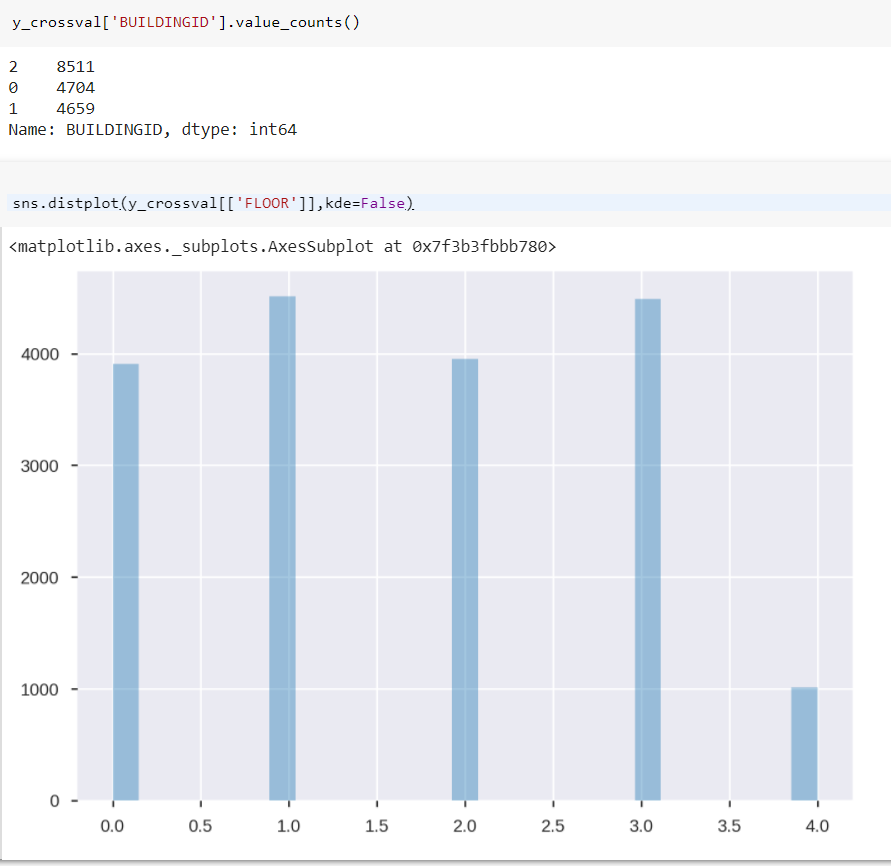 y_crossval['BUILDINGID'].value_counts()
2    8511
0    4704
1    4659
Name: BUILDINGID, dtype: int64
sns.distplot(y_crossval[['FLOOR']],kde=False)
<matplotlib.axes._subplots.AxesSubplot at 0x7f3b3fbbb780>
4000
3000
2000
1000
0
0.0 0.5 1.0 1.5 2.0 2.5 3.0 3.5 4.0